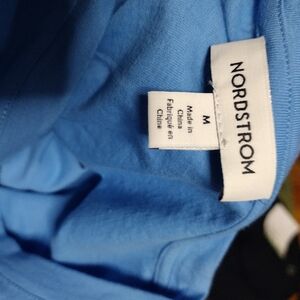 NORDSTROM
M
Made in
China
Fabriqué en
Chine